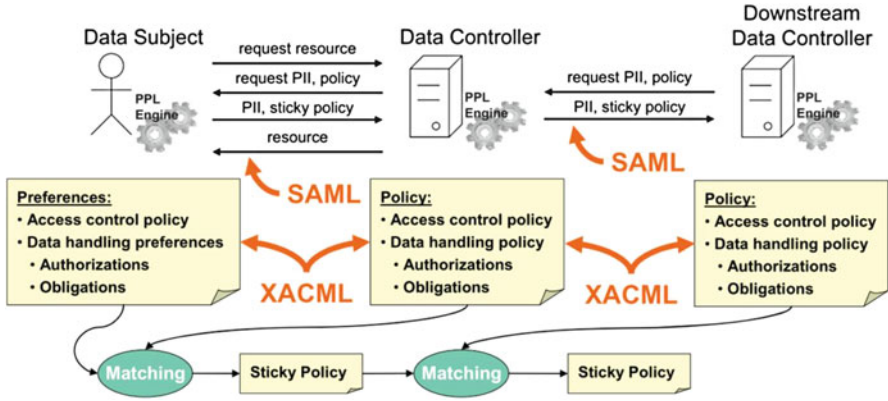 Data Subject
Data Controller
Downstream
Data Controller
request resource
request PII, policy
PII, sticky policy
resource
PPL
Engine
PPL
Engine
request PII, policy
PII, sticky policy
PPL
Engine
SAML
SAML
Preferences:
• Access control policy
• Data handling preferences
• Authorizations
• Obligations
XACML
Policy:
• Access control policy
• Data handling policy
• Authorizations
• Obligations
XACML
Policy:
• Access control policy
• Data handling policy
• Authorizations
• Obligations
Matching
Sticky Policy
Matching
Sticky Policy